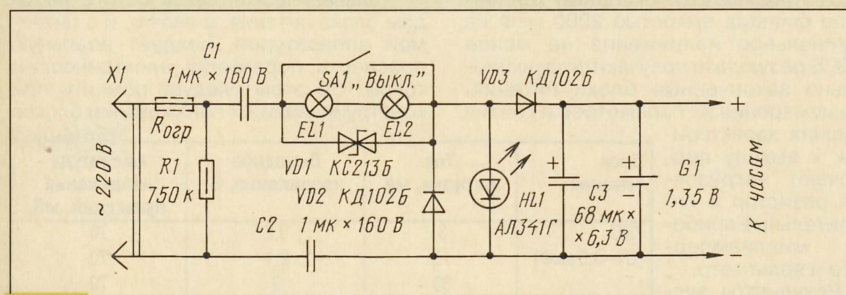 X1
C1
1 мк × 160 В
SA1 „Выкл.”
VD3 КД102Б
+
Rогр
EL1
EL2
~220 В
R1
750 к
VD1 КС213Б
VD2 КД102Б
C2 1 мк × 160 В
HL1
АЛ341Г
+
C3
68 мк ×
× 6,3 В
+
G1
1,35 В
К часам
–